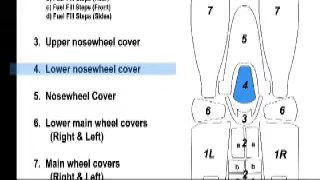 c) Fuel Fill Steps (Front)
d) Fuel Fill Steps (Sides)
3. Upper nosewheel cover
4. Lower nosewheel cover
5. Nosewheel Cover
6. Lower main wheel covers
(Right & Left)
7. Main wheel covers
(Right & Left)
7 7
5
4
6 6
3
2
a a
1L 1R
b b
2